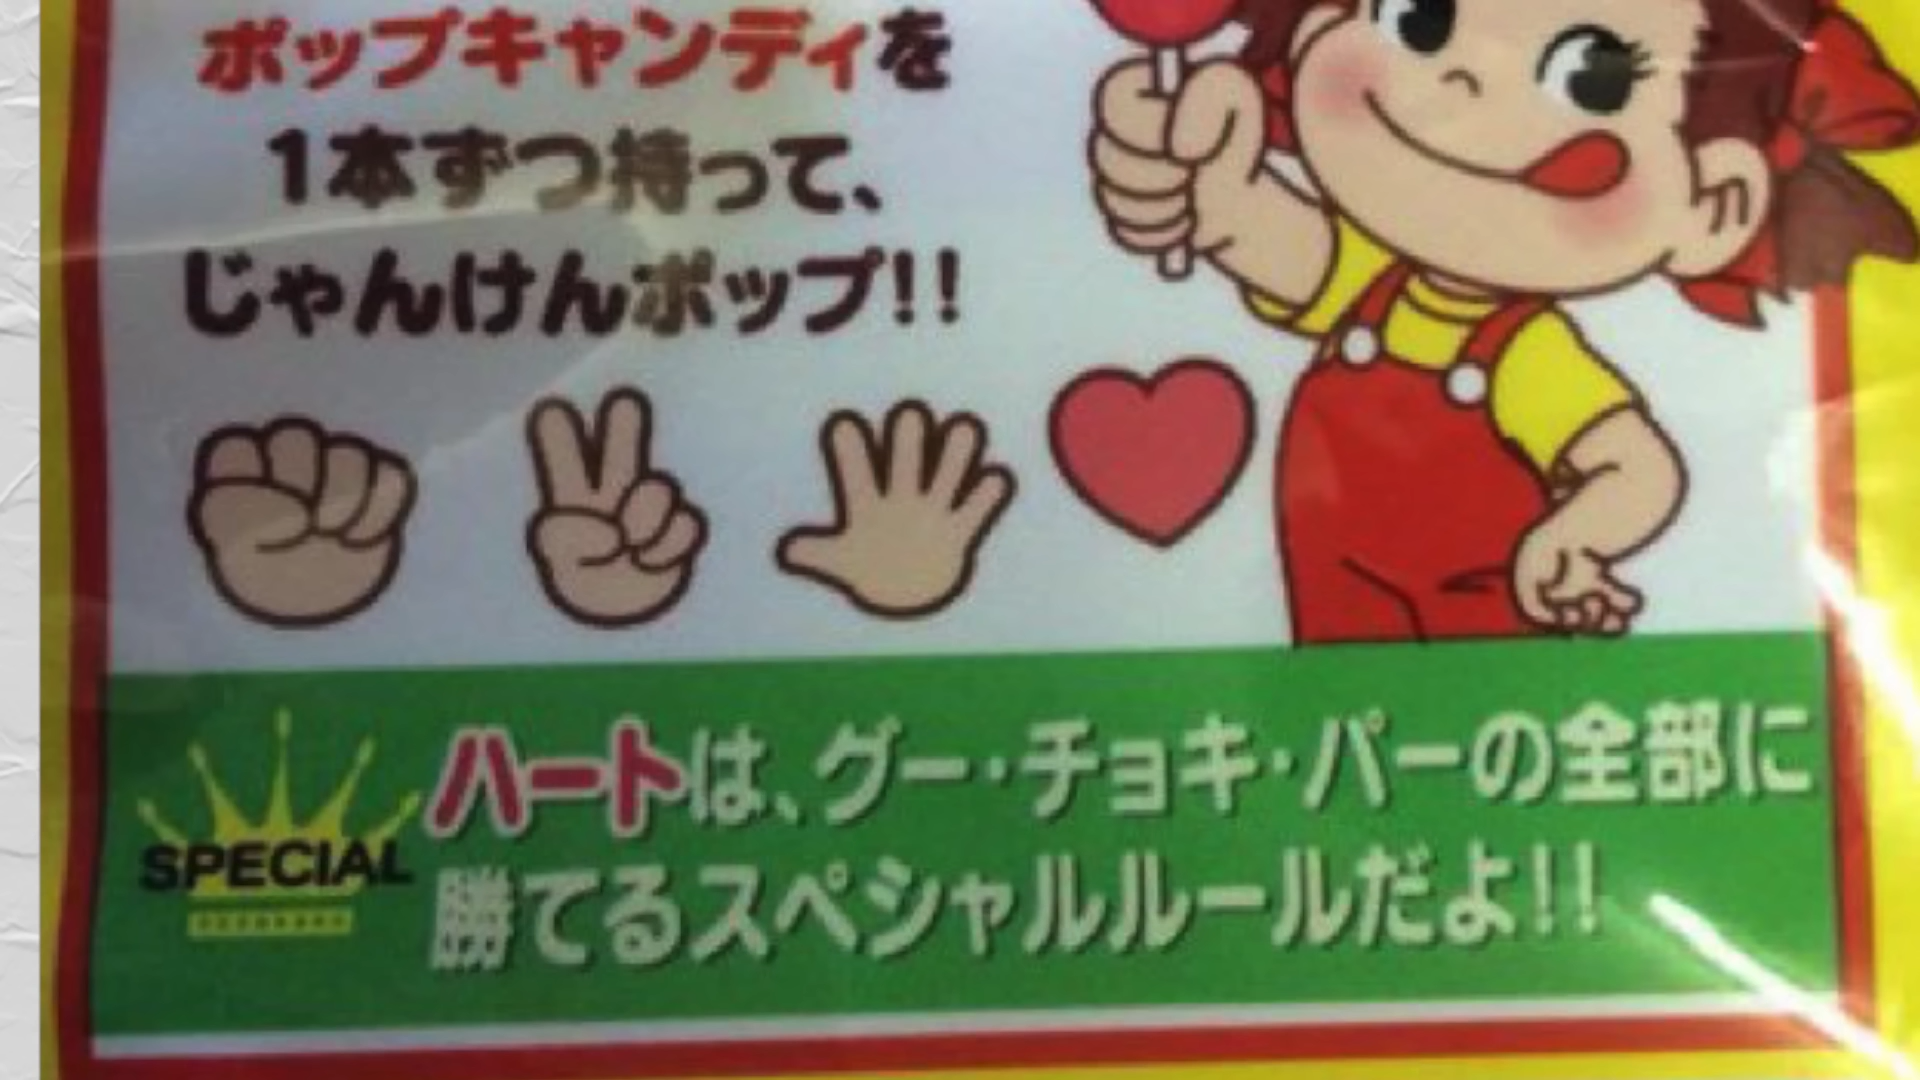 ポップキャンディを
1本ずつ持って、
じゃんけんポップ!!
SPECIAL
ハートは、グー・チョキ・パーの全部に
勝てるスペシャルルールだよ!!